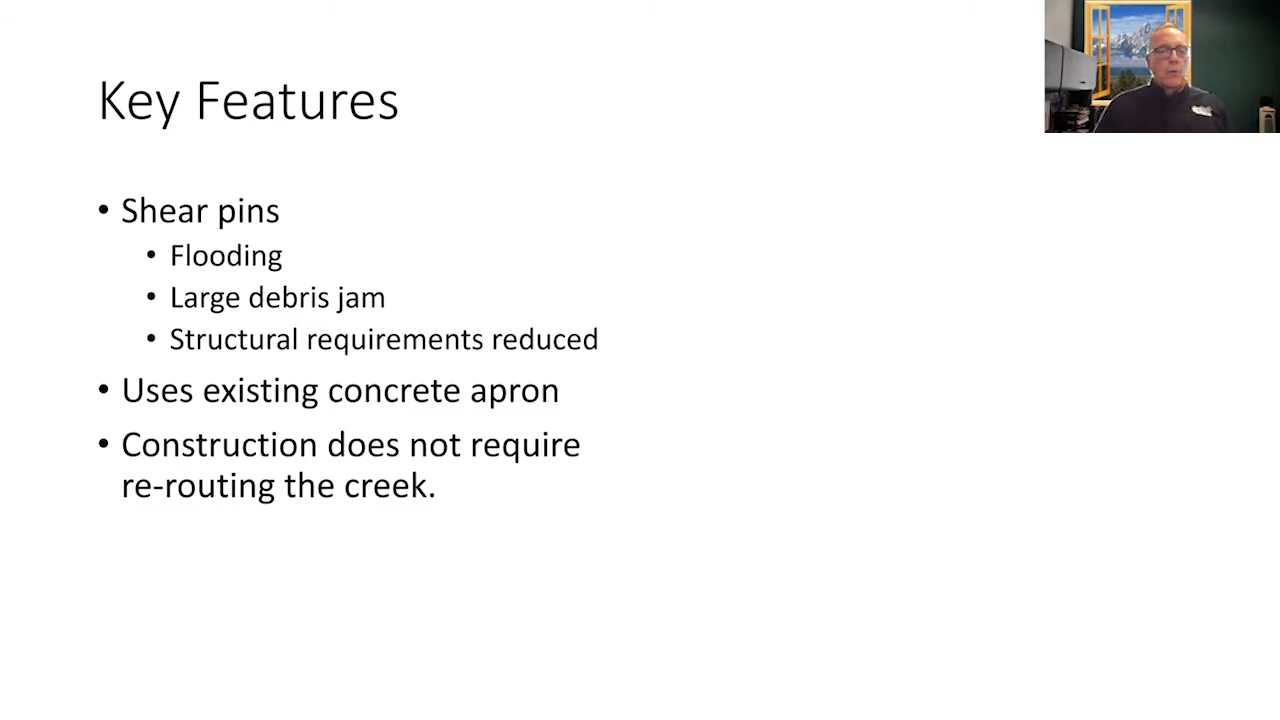 Key Features
• Shear pins
• Flooding
• Large debris jam
• Structural requirements reduced
• Uses existing concrete apron
• Construction does not require
re-routing the creek.